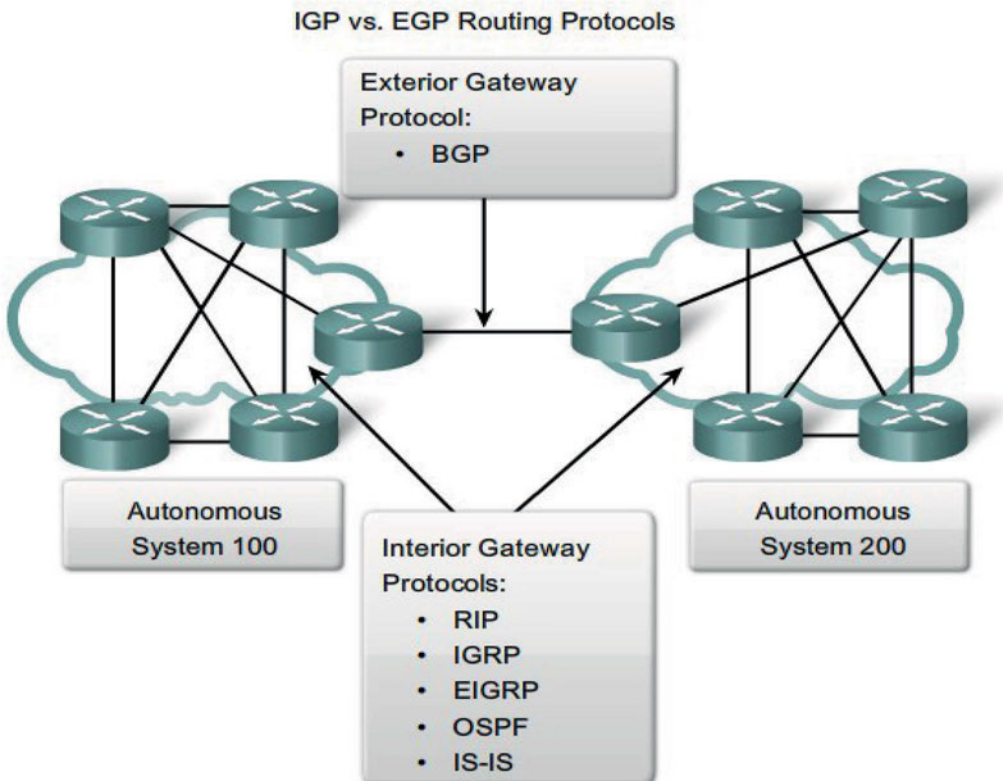 IGP vs. EGP Routing Protocols
Exterior Gateway
Protocol:
• BGP
Autonomous
System 100
Interior Gateway
Protocols:
• RIP
• IGRP
• EIGRP
• OSPF
• IS-IS
Autonomous
System 200